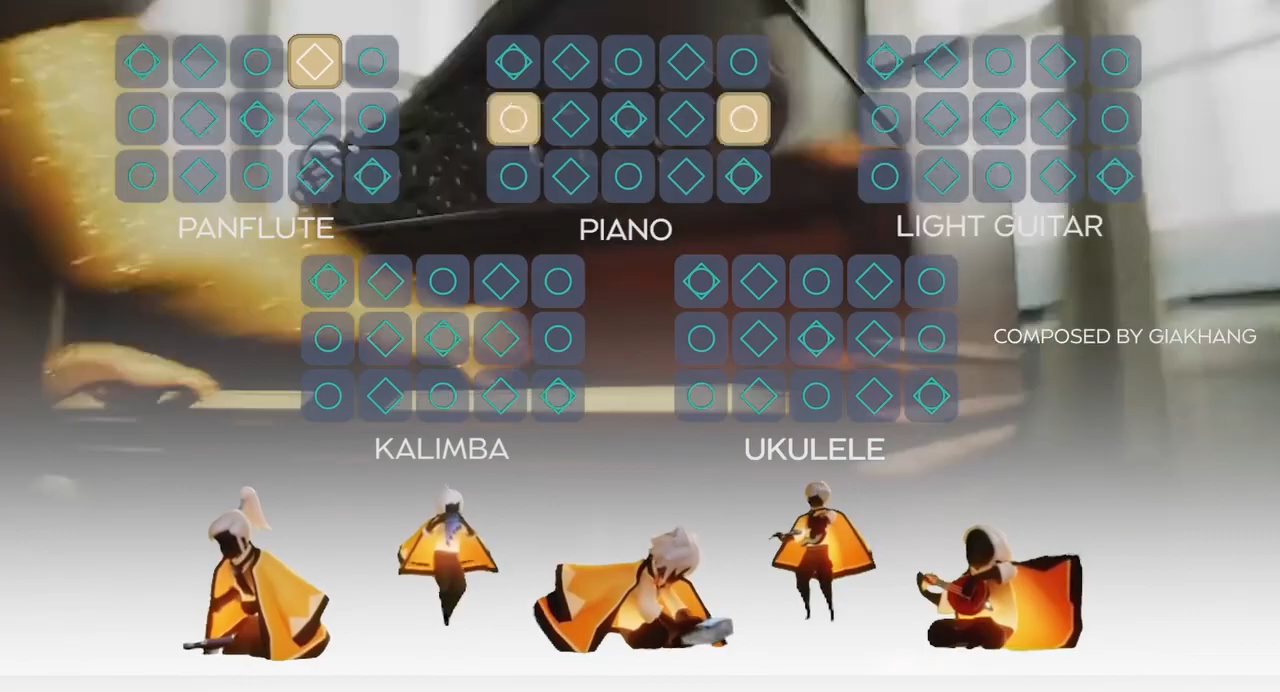 PANFLUTE
PIANO
LIGHT GUITAR
COMPOSED BY GIAKHANG
KALIMBA
UKULELE